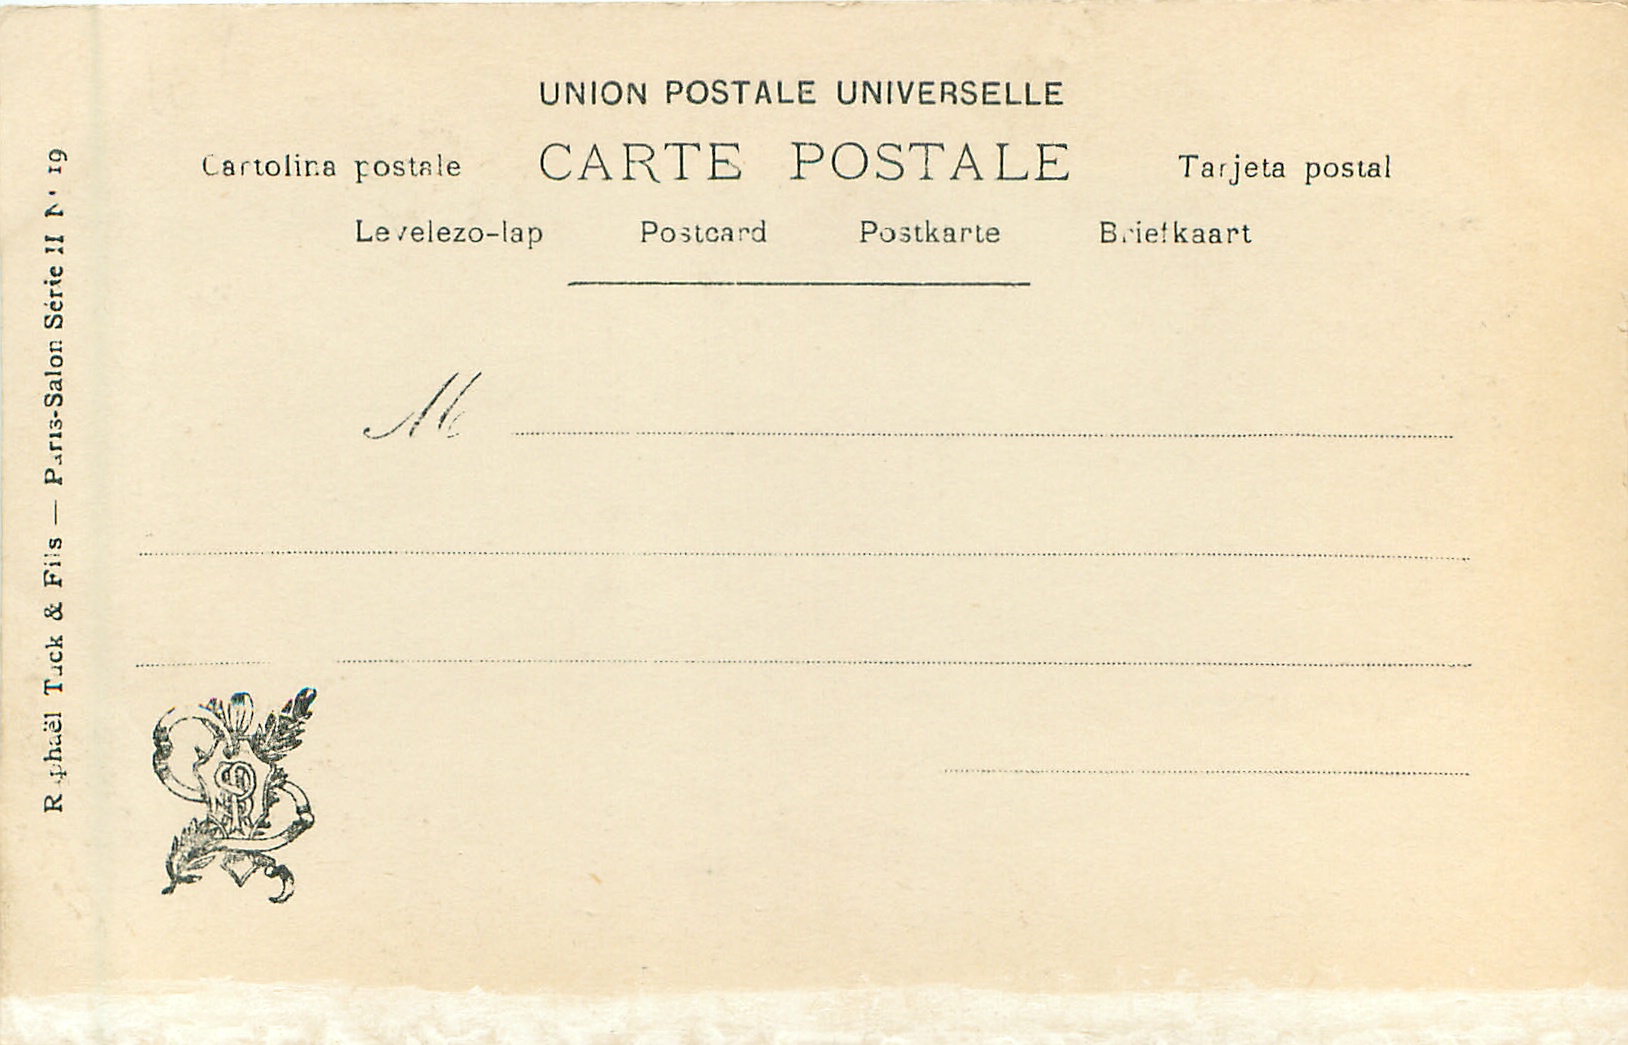 UNION POSTALE UNIVERSELLE
Cartolina postale CARTE POSTALE Tarjeta postal
Levelezo-lap Postcard Postkarte Briefkaart
M
Raphaël Tuck & Fils — Paris-Salon Série II N° 19